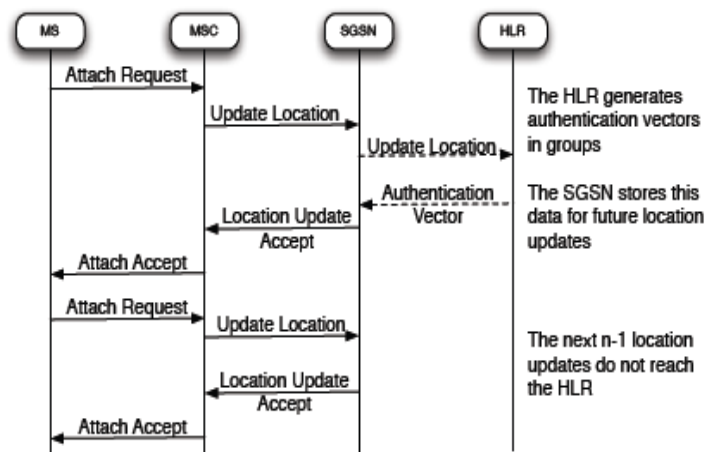 MS
MSC
SGSN
HLR
Attach Request
Update Location
The HLR generates
authentication vectors
in groups
Update Location
Authentication
Vector
The SGSN stores this
data for future location
updates
Location Update
Accept
Attach Accept
Attach Request
Update Location
The next n-1 location
updates do not reach
the HLR
Location Update
Accept
Attach Accept